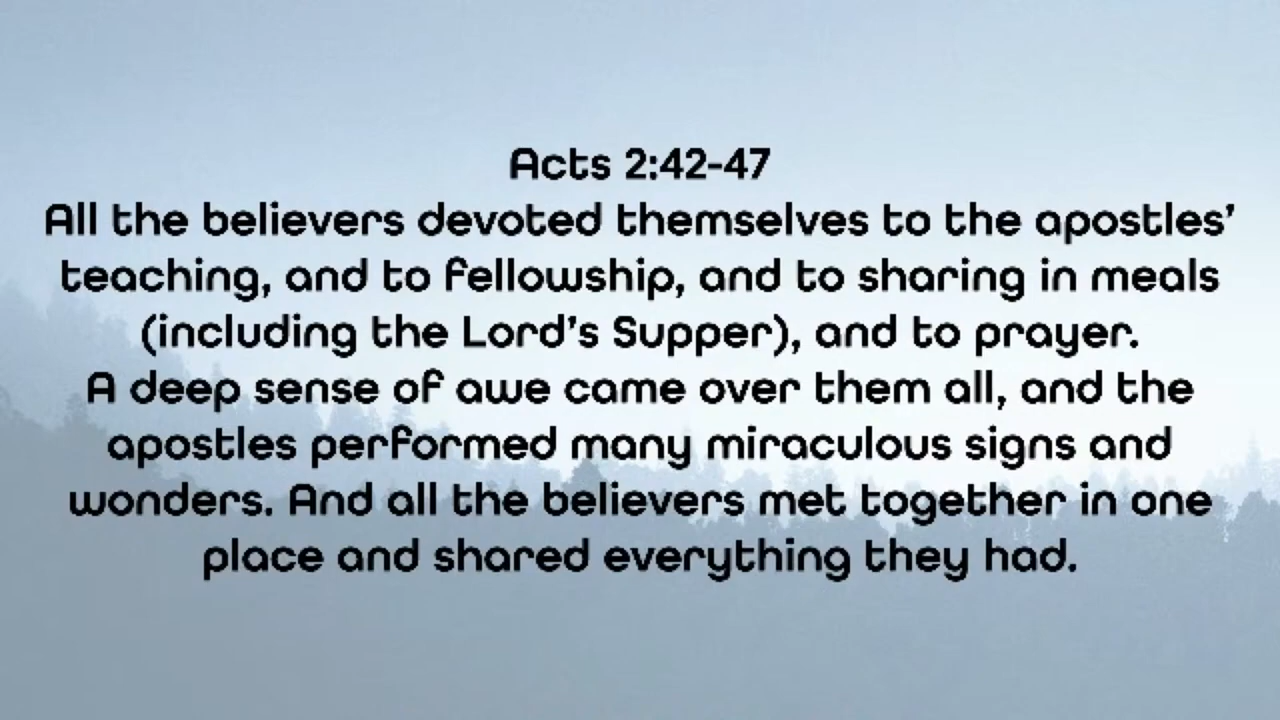 Acts 2:42-47
All the believers devoted themselves to the apostles’
teaching, and to fellowship, and to sharing in meals
(including the Lord’s Supper), and to prayer.
A deep sense of awe came over them all, and the
apostles performed many miraculous signs and
wonders. And all the believers met together in one
place and shared everything they had.